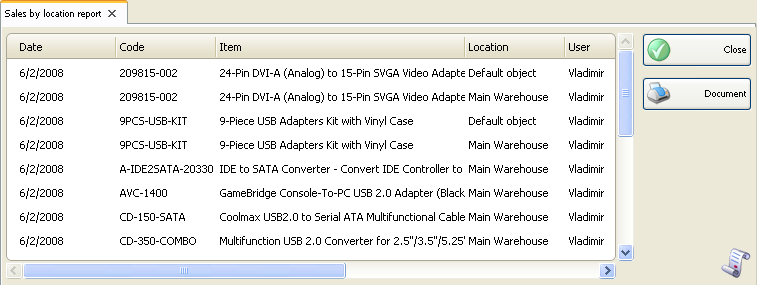 Sales by location report
Date Code Item Location User
Close
6/2/2008 209815-002 24-Pin DVI-A (Analog) to 15-Pin SVGA Video Adapte Default object Vladimir
6/2/2008 209815-002 24-Pin DVI-A (Analog) to 15-Pin SVGA Video Adapte Main Warehouse Vladimir
Document
6/2/2008 9PCS-USB-KIT 9-Piece USB Adapters Kit with Vinyl Case Default object Vladimir
6/2/2008 9PCS-USB-KIT 9-Piece USB Adapters Kit with Vinyl Case Main Warehouse Vladimir
6/2/2008 A-IDE2SATA-20330 IDE to SATA Converter - Convert IDE Controller to Main Warehouse Vladimir
6/2/2008 AVC-1400 GameBridge Console-To-PC USB 2.0 Adapter (Black Main Warehouse Vladimir
6/2/2008 CD-150-SATA Coolmax USB2.0 to Serial ATA Multifunctional Cable Main Warehouse Vladimir
6/2/2008 CD-350-COMBO Multifunction USB 2.0 Converter for 2.5"/3.5"/5.25" Main Warehouse Vladimir